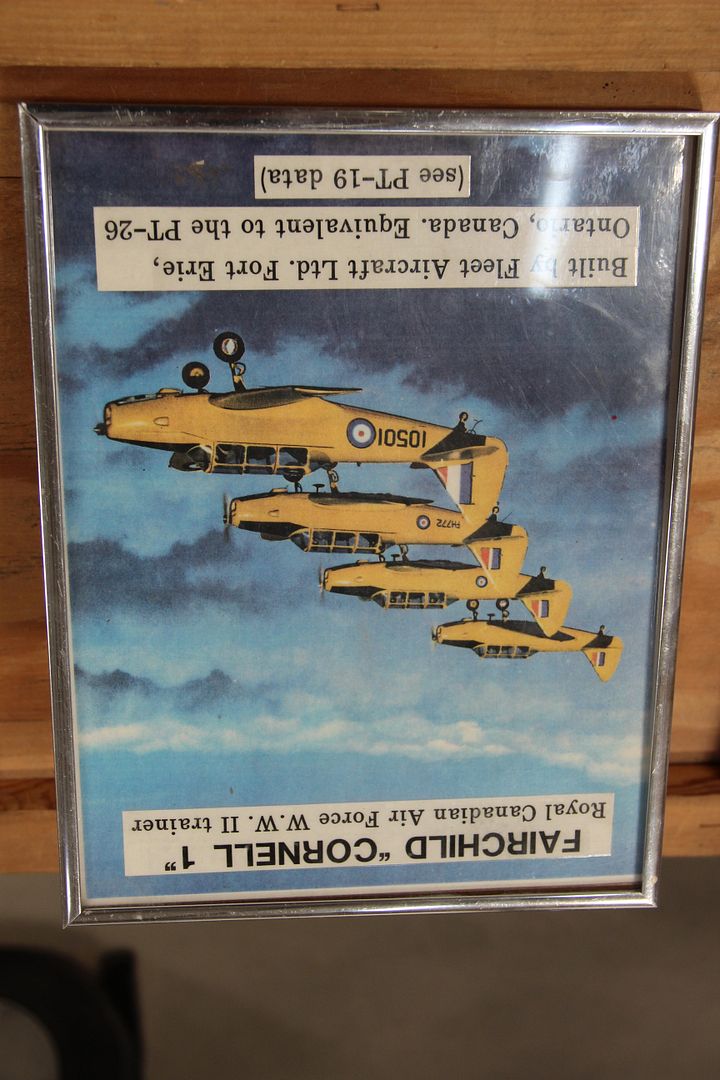 FAIRCHILD "CORNELL 1"
Royal Canadian Air Force W.W. II trainer
10501
FH772
Built by Fleet Aircraft Ltd. Fort Erie,
Ontario, Canada. Equivalent to the PT-26
(see PT-19 data)